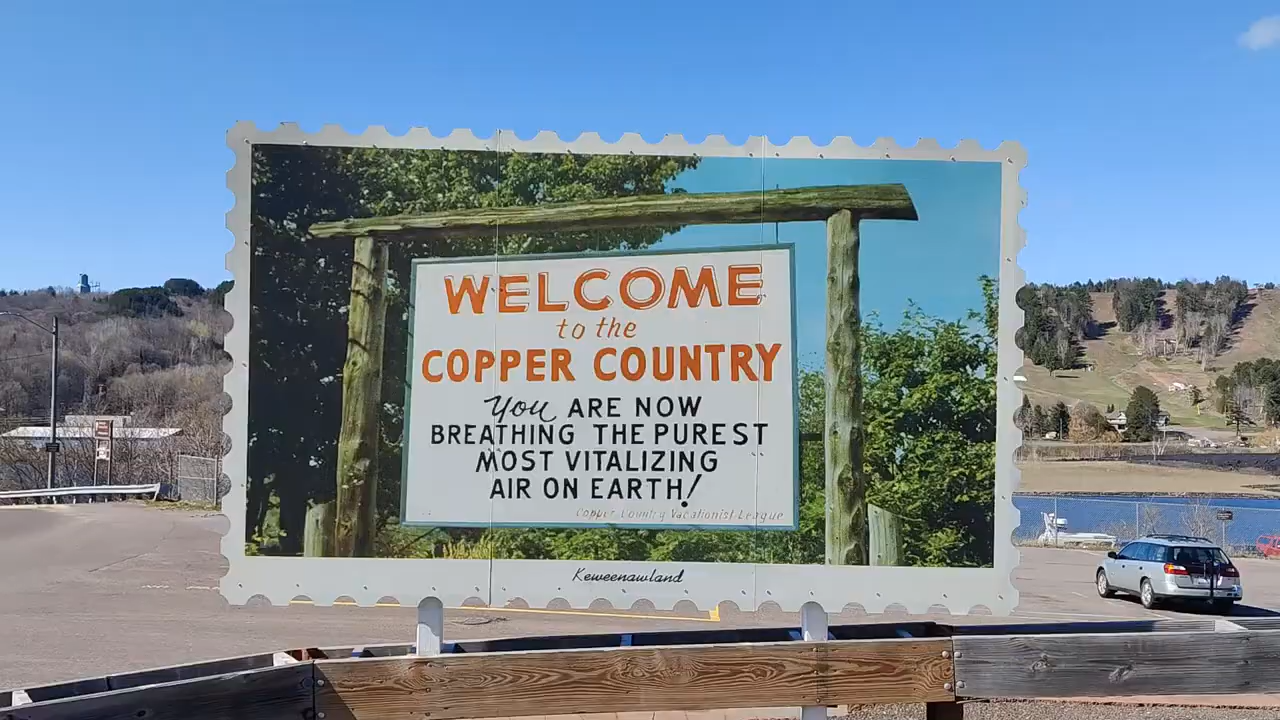 WELCOME
to the
COPPER COUNTRY
You ARE NOW
BREATHING THE PUREST
MOST VITALIZING
AIR ON EARTH!
Copper Country Vacationist League
Keweenawland